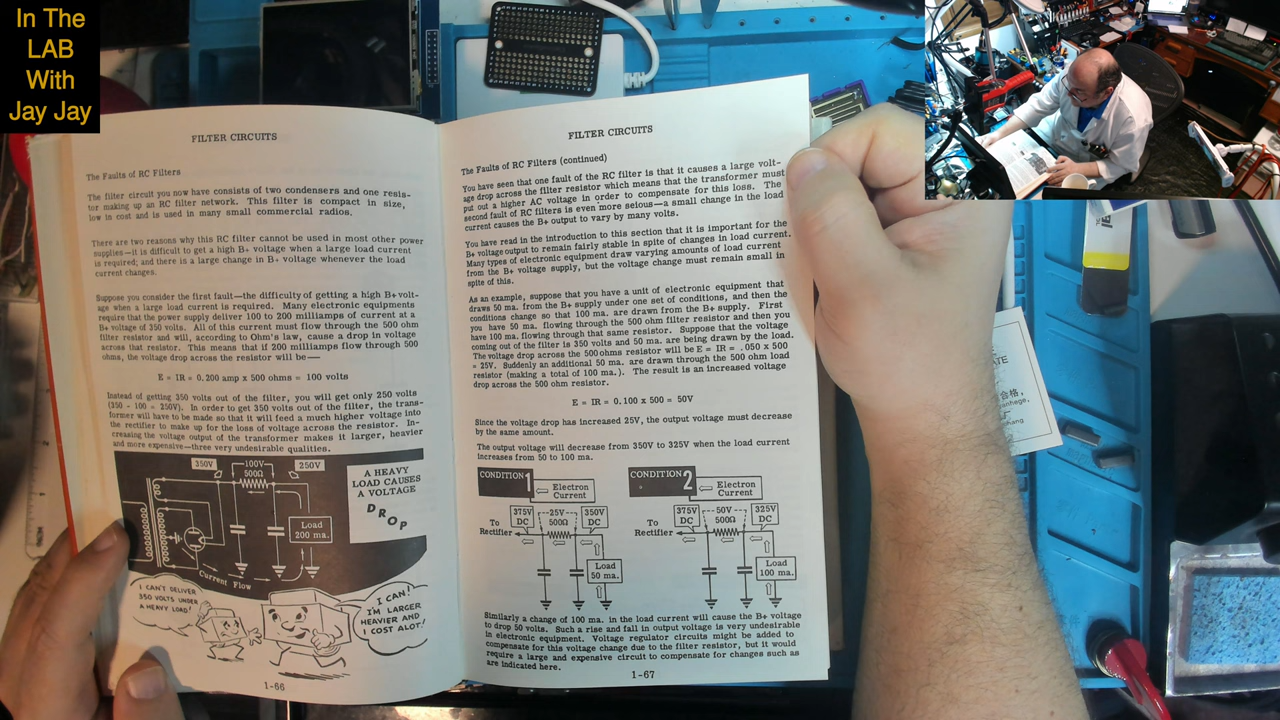 In The
LAB
With
Jay Jay
FILTER CIRCUITS
The Faults of RC Filters
The filter circuit you now have consists of two condensers and one resis-
tor making up an RC filter network. This filter is compact in size,
low in cost and is used in many small commercial radios.
There are two reasons why this RC filter cannot be used in most other power
supplies—it is difficult to get a high B+ voltage when a large load current
is required; and there is a large change in B+ voltage whenever the load
current changes.
Suppose you consider the first fault—the difficulty of getting a high B+ volt-
age when a large load current is required. Many electronic equipments
require that the power supply deliver 100 to 200 milliamps of current at a
B+ voltage of 350 volts. All of this current must flow through the 500 ohm
filter resistor and will, according to Ohm's law, cause a drop in voltage
across that resistor. This means that if 200 milliamps flow through 500
ohms, the voltage drop across the resistor will be—
E = IR = 0.200 amp x 500 ohms = 100 volts
Instead of getting 350 volts out of the filter, you will get only 250 volts
(350 - 100 = 250V). In order to get 350 volts out of the filter, the trans-
former will have to be made so that it will feed a much higher voltage into
the rectifier to make up for the loss of voltage across the resistor. In-
creasing the voltage output of the transformer makes it larger, heavier
and more expensive—three very undesirable qualities.
350V
100V
500Ω
250V
Load
200 ma.
Current Flow
A HEAVY
LOAD CAUSES
A VOLTAGE
DROP
I CAN'T DELIVER
350 VOLTS UNDER
A HEAVY LOAD!
I CAN!
I'M LARGER
HEAVIER AND
I COST ALOT!
1-66
FILTER CIRCUITS
The Faults of RC Filters (continued)
You have seen that one fault of the RC filter is that it causes a large volt-
age drop across the filter resistor which means that the transformer must
put out a higher AC voltage in order to compensate for this loss. The
second fault of RC filters is even more selous—a small change in the load
current causes the B+ output to vary by many volts.
You have read in the introduction to this section that it is important for the
B+ voltage output to remain fairly stable in spite of changes in load current.
Many types of electronic equipment draw varying amounts of load current
from the B+ voltage supply, but the voltage change must remain small in
spite of this.
As an example, suppose that you have a unit of electronic equipment that
draws 50 ma. from the B+ supply under one set of conditions, and then the
conditions change so that 100 ma. are drawn from the B+ supply. First
you have 50 ma. flowing through the 500 ohm filter resistor and then you
have 100 ma. flowing through that same resistor. Suppose that the voltage
coming out of the filter is 350 volts and 50 ma. are being drawn by the load.
The voltage drop across the 500 ohms resistor will be E = IR = .050 x 500
= 25V. Suddenly an additional 50 ma. are drawn through the 500 ohm load
resistor (making a total of 100 ma.). The result is an increased voltage
drop across the 500 ohm resistor.
E = IR = 0.100 x 500 = 50V
Since the voltage drop has increased 25V, the output voltage must decrease
by the same amount.
The output voltage will decrease from 350V to 325V when the load current
increases from 50 to 100 ma.
CONDITION 1
Electron
Current
375V
DC
25V
500Ω
350V
DC
To
Rectifier
Load
50 ma.
CONDITION 2
Electron
Current
375V
DC
50V
500Ω
325V
DC
To
Rectifier
Load
100 ma.
Similarly a change of 100 ma. in the load current will cause the B+ voltage
to drop 50 volts. Such a rise and fall in output voltage is very undesirable
in electronic equipment. Voltage regulator circuits might be added to
compensate for this voltage change due to the filter resistor, but it would
require a large and expensive circuit to compensate for changes such as
are indicated here.
1-67
合格